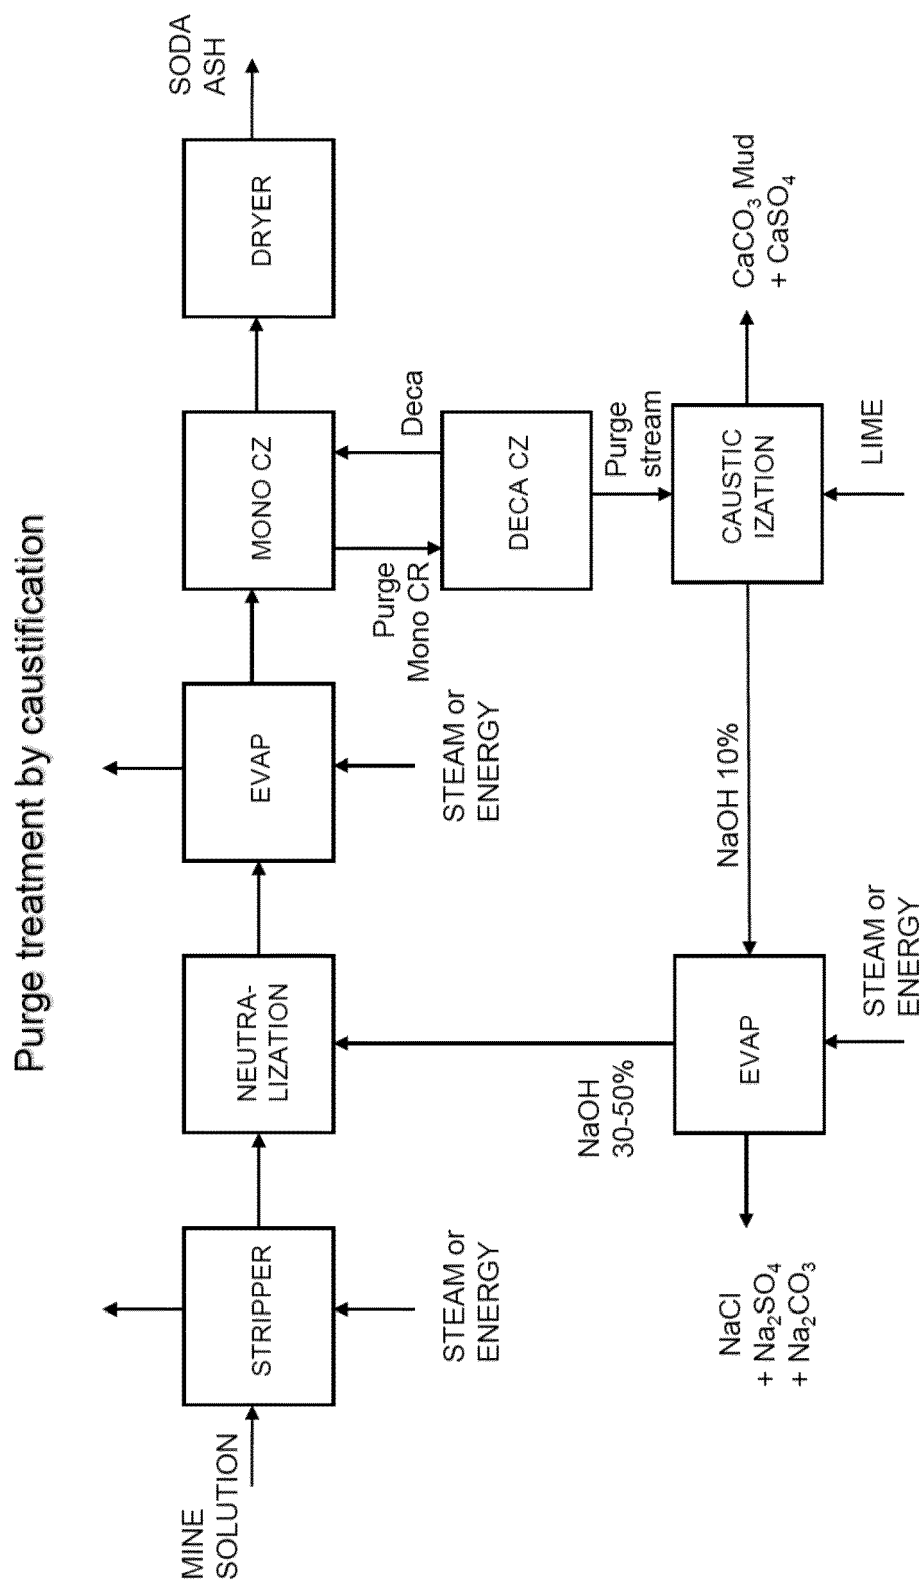 Purge treatment by caustification
MINE
SOLUTION
STRIPPER
STEAM or
ENERGY
NEUTRA-
LIZATION
EVAP
STEAM or
ENERGY
MONO CZ
DRYER
SODA
ASH
Purge
Mono CR
Deca
DECA CZ
Purge
stream
CAUSTIC
IZATION
LIME
CaCO₃ Mud
+ CaSO₄
NaOH 10%
EVAP
STEAM or
ENERGY
NaOH
30-50%
NaCl
+ Na₂SO₄
+ Na₂CO₃